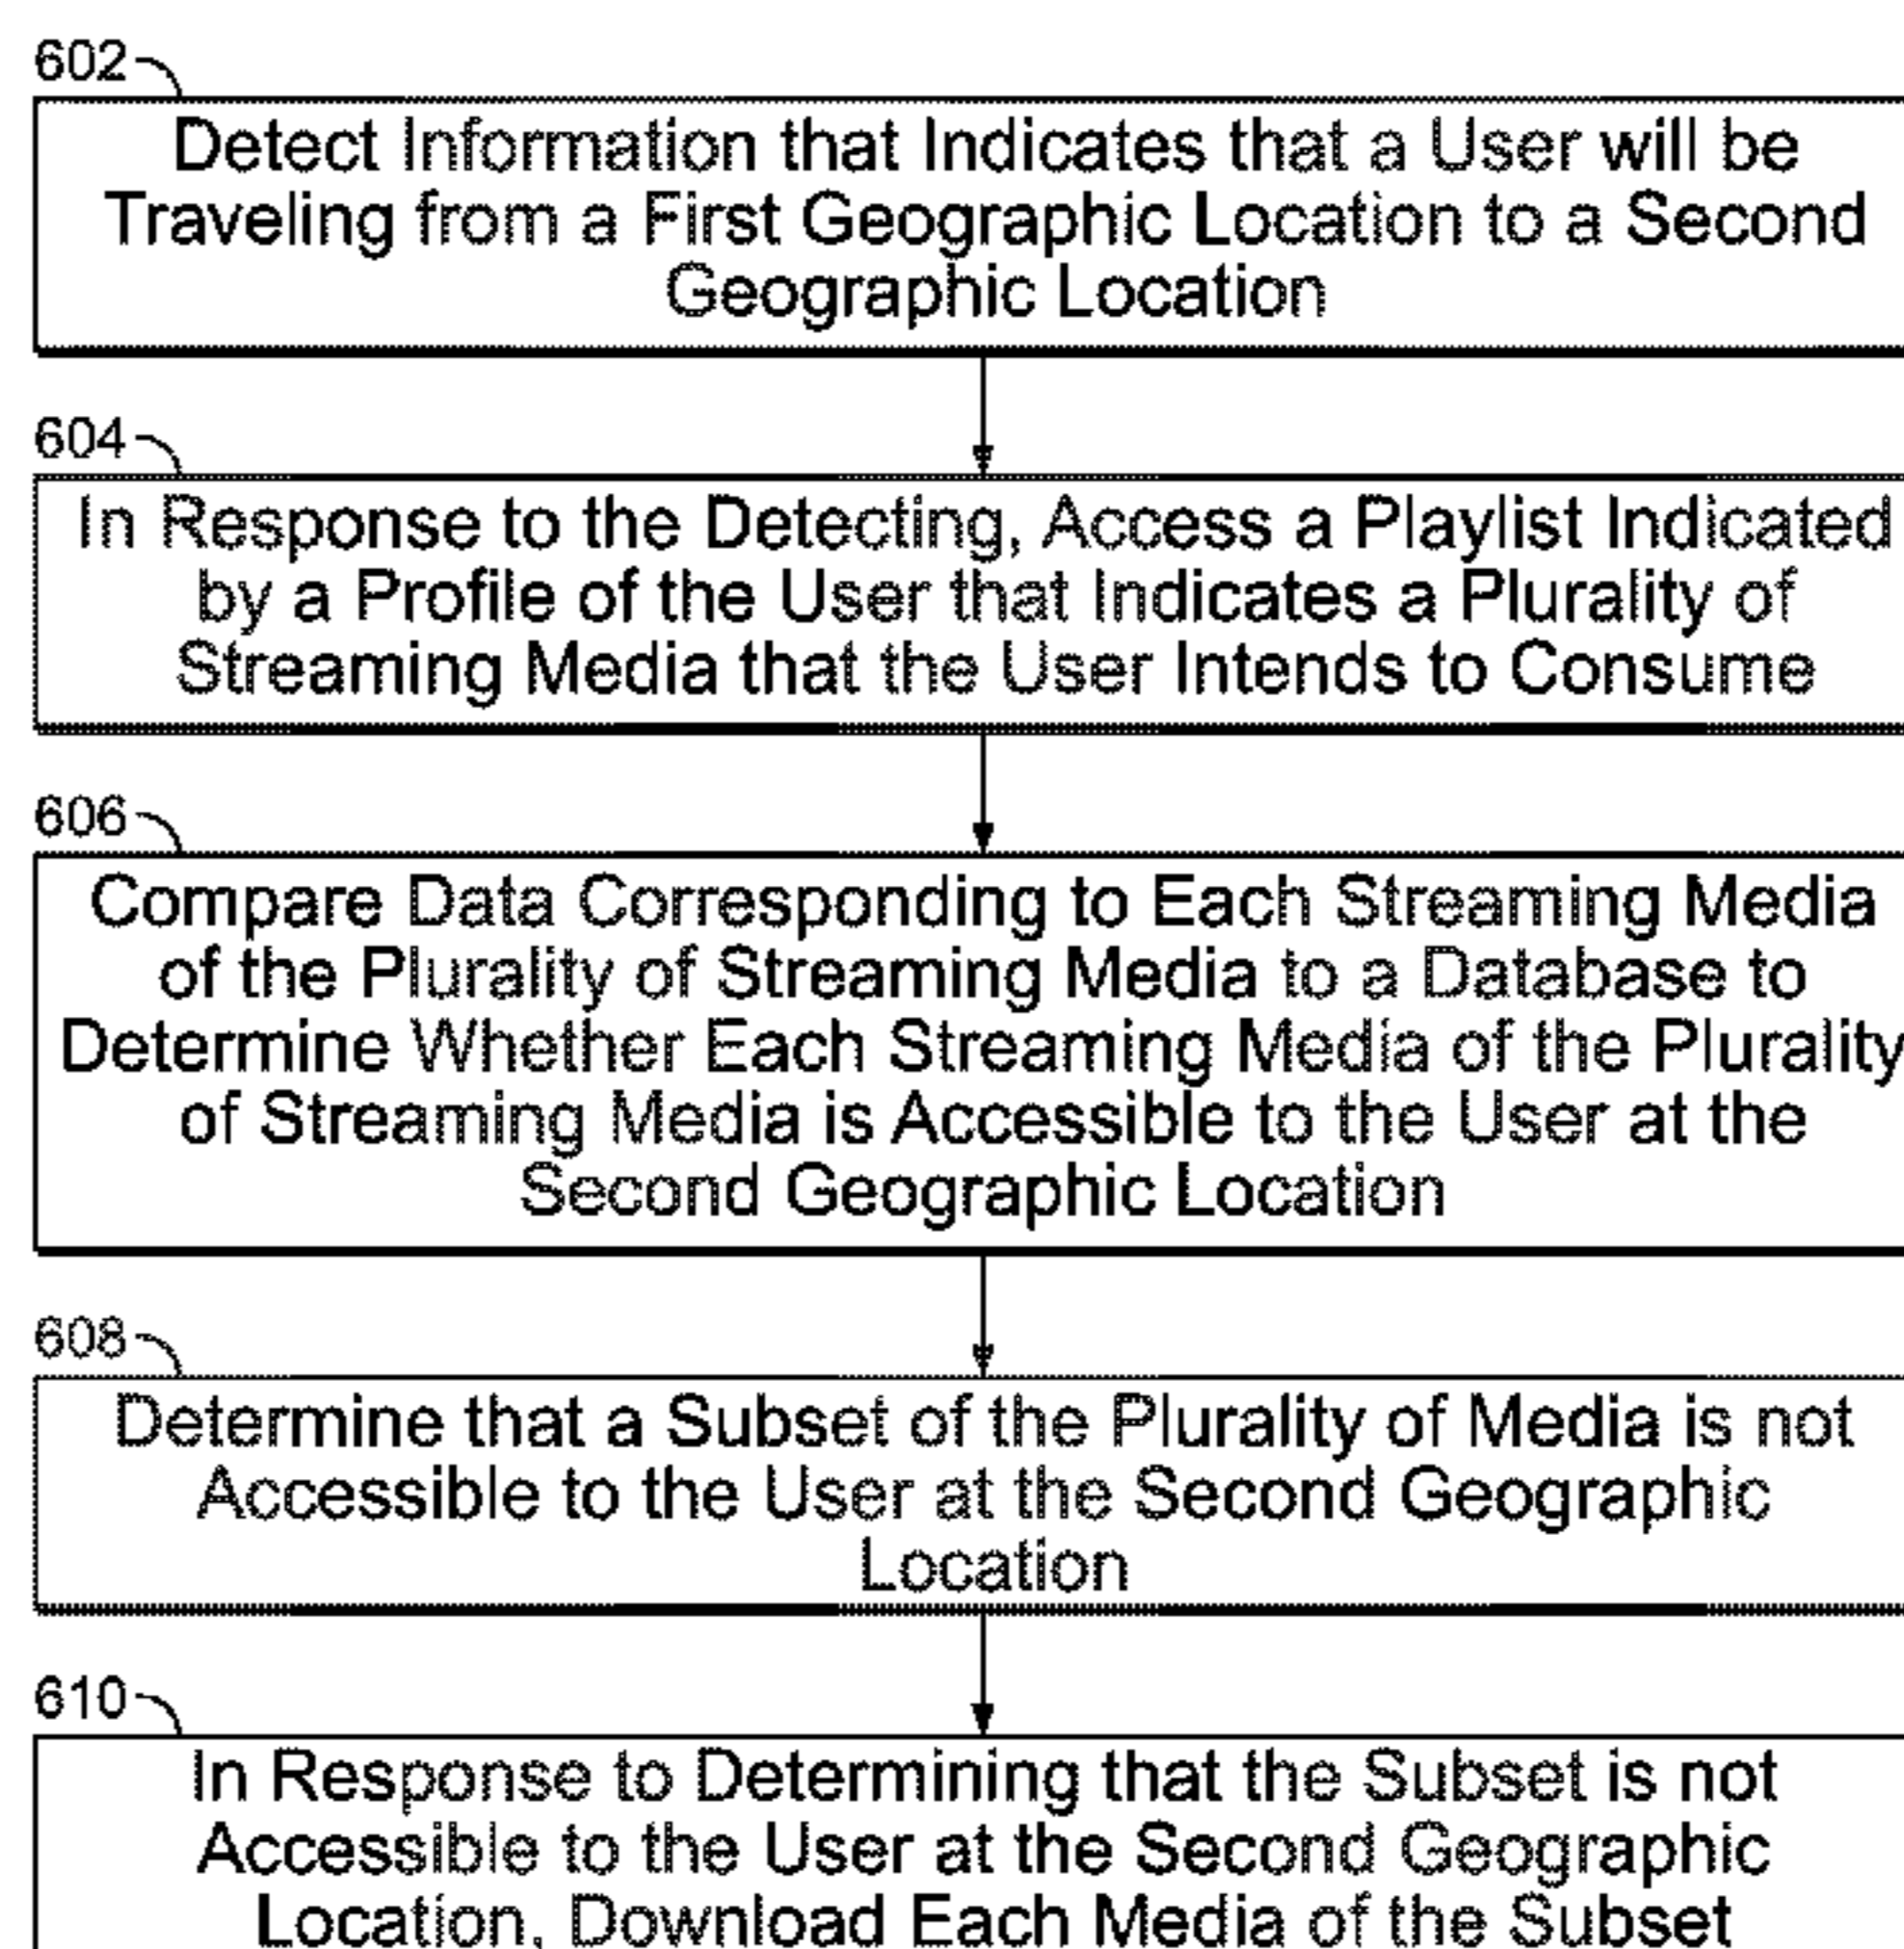 602
Detect Information that Indicates that a User will be
Traveling from a First Geographic Location to a Second
Geographic Location
604
In Response to the Detecting, Access a Playlist Indicated
by a Profile of the User that Indicates a Plurality of
Streaming Media that the User Intends to Consume
606
Compare Data Corresponding to Each Streaming Media
of the Plurality of Streaming Media to a Database to
Determine Whether Each Streaming Media of the Plurality
of Streaming Media is Accessible to the User at the
Second Geographic Location
608
Determine that a Subset of the Plurality of Media is not
Accessible to the User at the Second Geographic
Location
610
In Response to Determining that the Subset is not
Accessible to the User at the Second Geographic
Location, Download Each Media of the Subset